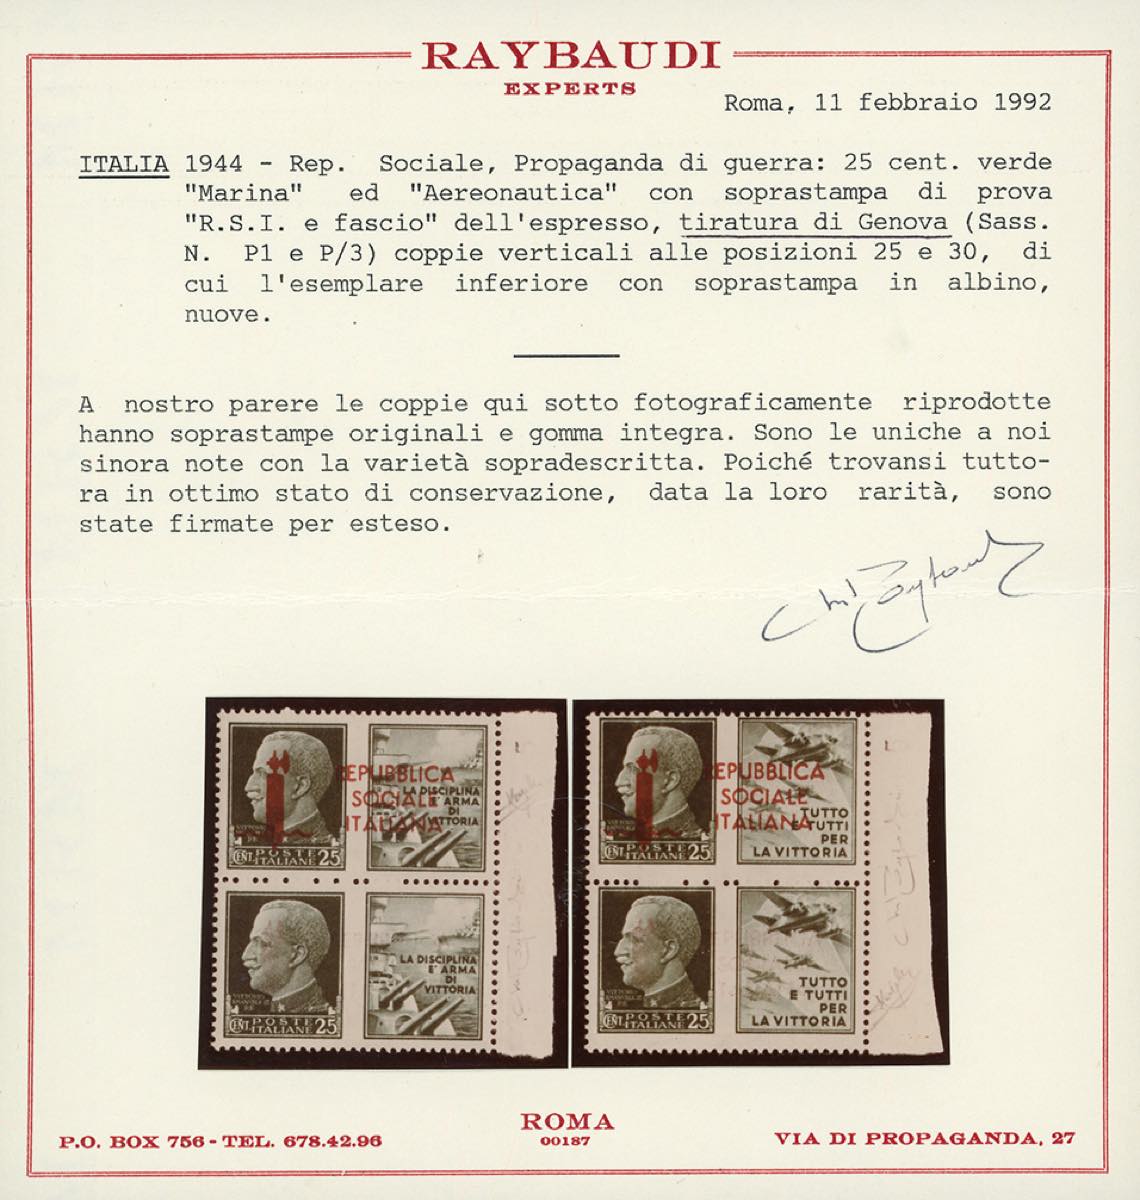 RAYBAUDI
EXPERTS
Roma, 11 febbraio 1992
ITALIA 1944 - Rep. Sociale, Propaganda di guerra: 25 cent. verde
"Marina" ed "Aereonautica" con soprastampa di prova
"R.S.I. e fascio" dell'espresso, tiratura di Genova (Sass.
N. P1 e P/3) coppie verticali alle posizioni 25 e 30, di
cui l'esemplare inferiore con soprastampa in albino,
nuove.
A nostro parere le coppie qui sotto fotograficamente riprodotte
hanno soprastampe originali e gomma integra. Sono le uniche a noi
sinora note con la varietà sopradescritta. Poiché trovansi tutto-
ra in ottimo stato di conservazione, data la loro rarità, sono
state firmate per esteso.
REPUBBLICA
SOCIALE
ITALIANA
LA DISCIPLINA
E' ARMA
DI
VITTORIA
CENT. POSTE ITALIANE 25
5
REPUBBLICA
SOCIALE
ITALIANA
TUTTO
E TUTTI
PER
LA VITTORIA
CENT. POSTE ITALIANE 25
5
LA DISCIPLINA
E' ARMA
DI
VITTORIA
CENT. POSTE ITALIANE 25
TUTTO
E TUTTI
PER
LA VITTORIA
CENT. POSTE ITALIANE 25
ROMA
00187
P.O. BOX 756 - TEL. 678.42.96
VIA DI PROPAGANDA, 27